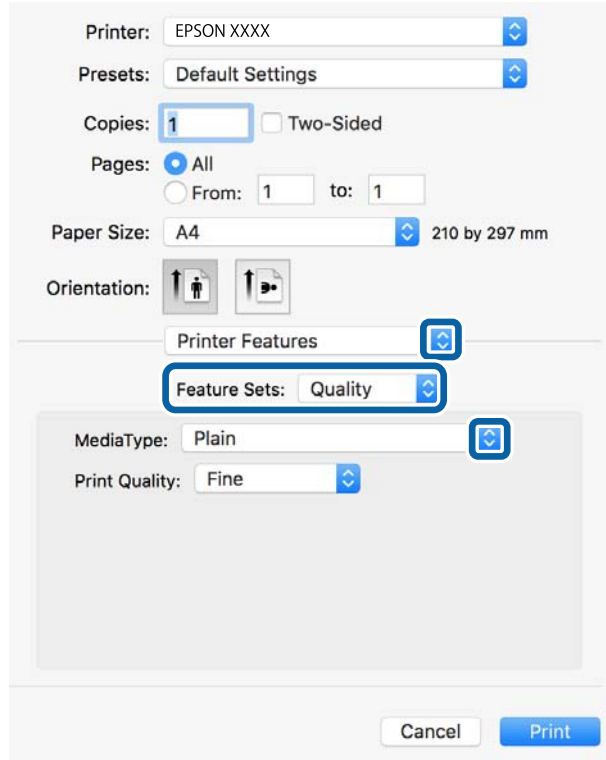 Printer: EPSON XXXX
Presets: Default Settings
Copies: 1 Two-Sided
Pages: All
From: 1 to: 1
Paper Size: A4 210 by 297 mm
Orientation:
Printer Features
Feature Sets: Quality
MediaType: Plain
Print Quality: Fine
Cancel Print